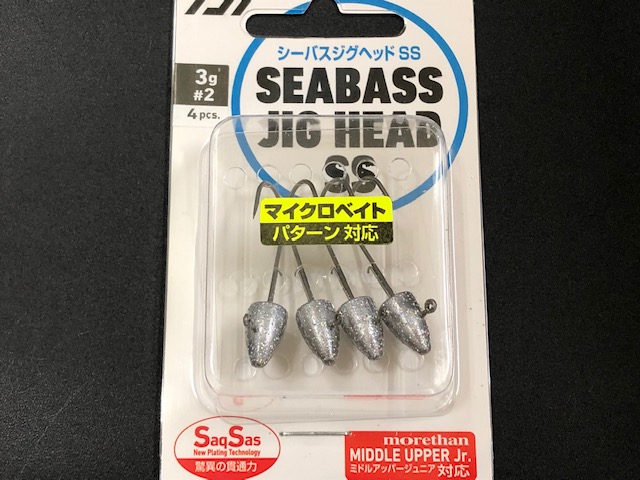 シーバスジグヘッドSS
3g
#2
4pcs.
SEABASS
JIG HEAD
SS
マイクロベイト
パターン対応
SaqSas
New Plating Technology
驚異の貫通力
morethan
MIDDLE UPPER Jr.
ミドルアッパージュニア対応